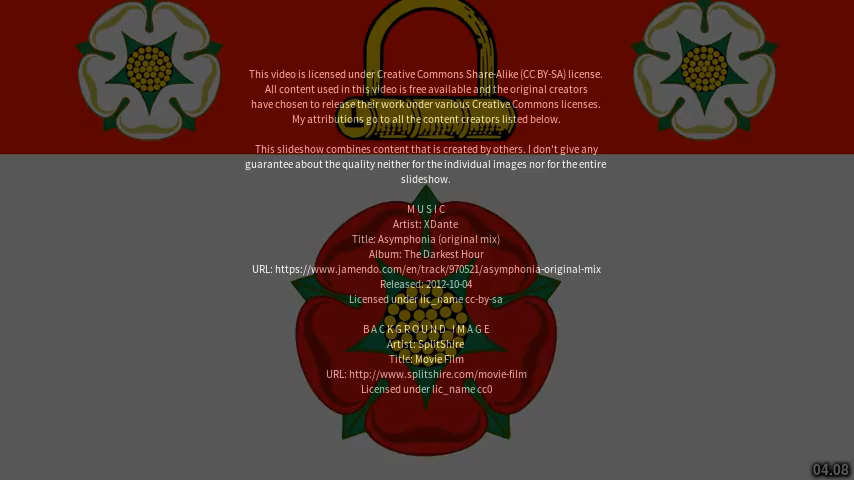 This video is licensed under Creative Commons Share-Alike (CC BY-SA) license.
All content used in this video is free available and the original creators
have chosen to release their work under various Creative Commons licenses.
My attributions go to all the content creators listed below.
This slideshow combines content that is created by others. I don't give any
guarantee about the quality neither for the individual images nor for the entire
slideshow.
MUSIC
Artist: XDante
Title: Asymphonia (original mix)
Album: The Darkest Hour
URL: https://www.jamendo.com/en/track/970521/asymphonia-original-mix
Released: 2012-10-04
Licensed under lic_name cc-by-sa
BACKGROUND IMAGE
Artist: SplitShire
Title: Movie Film
URL: http://www.splitshire.com/movie-film
Licensed under lic_name cc0
04.08